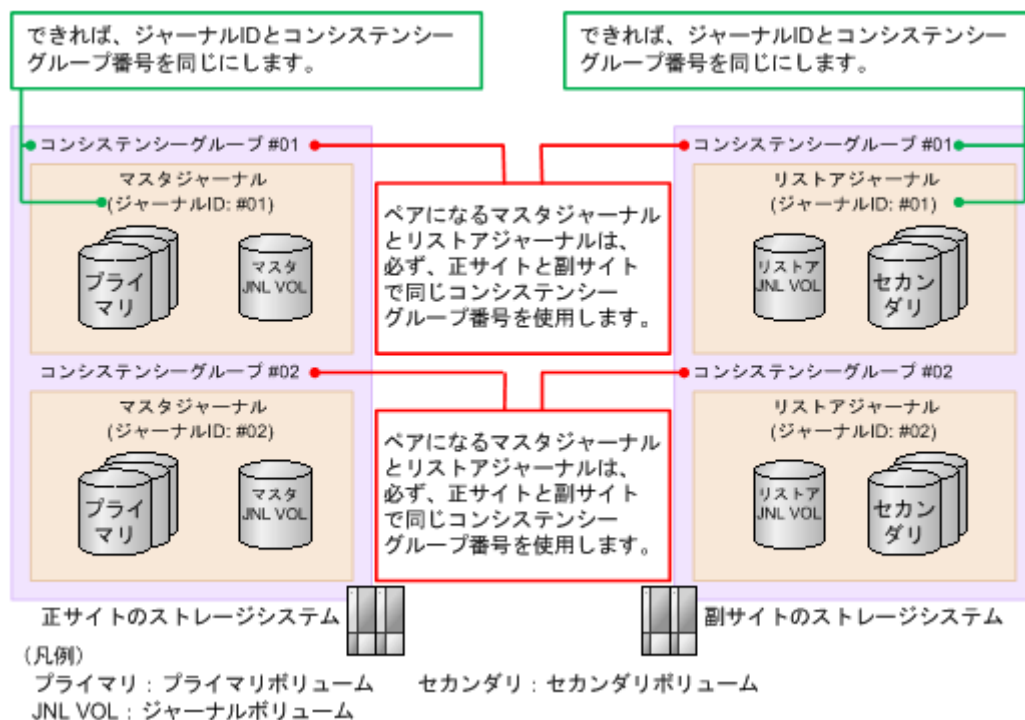 できれば、ジャーナルIDとコンシステンシー
グループ番号を同じにします。
できれば、ジャーナルIDとコンシステンシー
グループ番号を同じにします。
コンシステンシーグループ #01
マスタジャーナル
(ジャーナルID: #01)
プライ
マリ
マスタ
JNL VOL
ペアになるマスタジャーナル
とリストアジャーナルは、
必ず、正サイトと副サイト
で同じコンシステンシー
グループ番号を使用します。
コンシステンシーグループ #01
リストアジャーナル
(ジャーナルID: #01)
リストア
JNL VOL
セカン
ダリ
コンシステンシーグループ #02
マスタジャーナル
(ジャーナルID: #02)
プライ
マリ
マスタ
JNL VOL
ペアになるマスタジャーナル
とリストアジャーナルは、
必ず、正サイトと副サイト
で同じコンシステンシー
グループ番号を使用します。
コンシステンシーグループ #02
リストアジャーナル
(ジャーナルID: #02)
リストア
JNL VOL
セカン
ダリ
正サイトのストレージシステム
副サイトのストレージシステム
(凡例)
プライマリ：プライマリボリューム セカンダリ：セカンダリボリューム
JNL VOL：ジャーナルボリューム